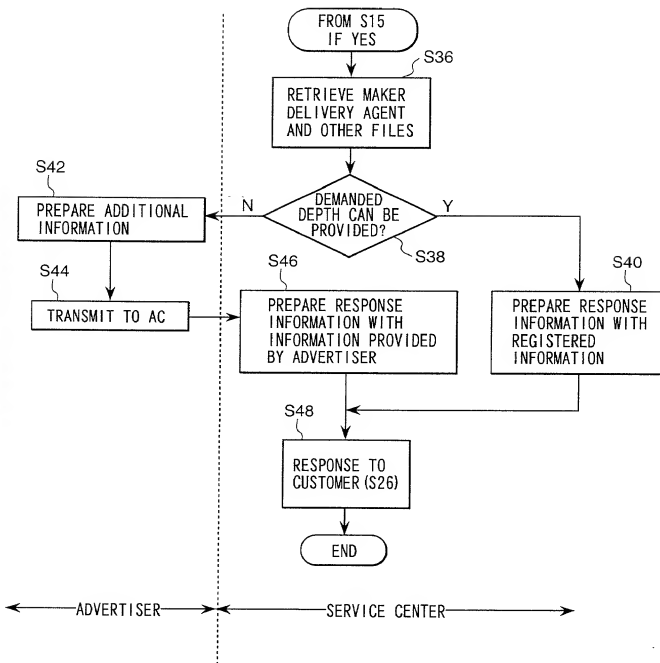 FROM S15
IF YES
S36
RETRIEVE MAKER
DELIVERY AGENT
AND OTHER FILES
S42
PREPARE ADDITIONAL
INFORMATION
N
DEMANDED
DEPTH CAN BE
PROVIDED?
Y
S38
S44
TRANSMIT TO AC
S46
PREPARE RESPONSE
INFORMATION WITH
INFORMATION PROVIDED
BY ADVERTISER
S40
PREPARE RESPONSE
INFORMATION WITH
REGISTERED
INFORMATION
S48
RESPONSE TO
CUSTOMER(S26)
END
ADVERTISER
SERVICE CENTER